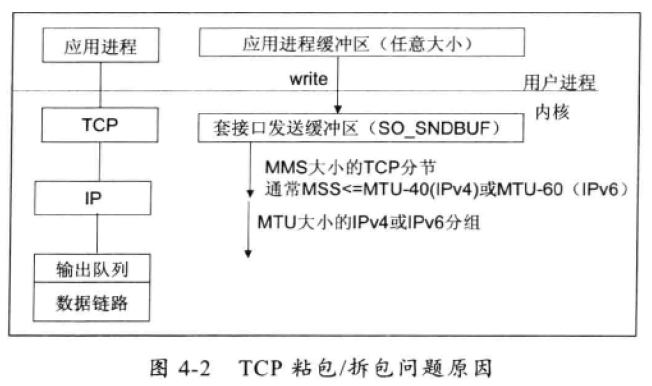 应用进程
应用进程缓冲区（任意大小）
write
用户进程
内核
TCP
套接口发送缓冲区（SO_SNDBUF）
MMS大小的TCP分节
通常MSS<=MTU-40(IPv4)或MTU-60（IPv6）
IP
MTU大小的IPv4或IPv6分组
输出队列
数据链路
图 4-2 TCP 粘包/拆包问题原因